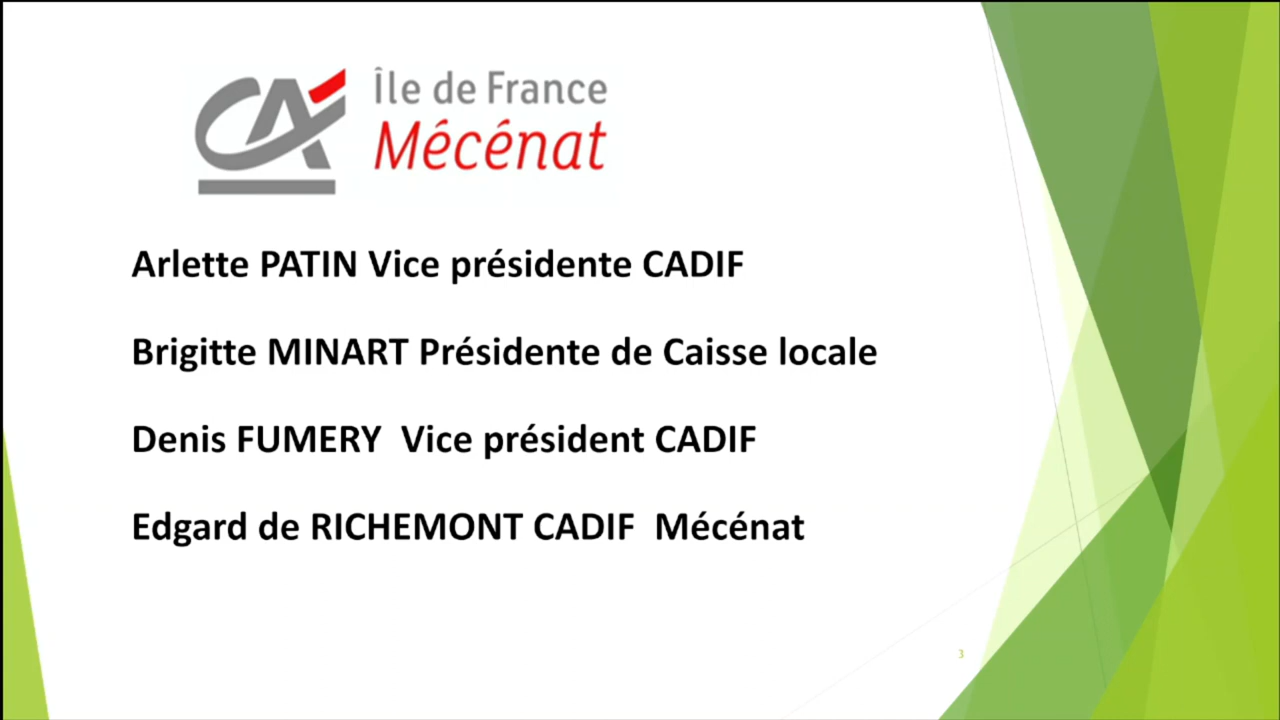 CA
Île de France
Mécénat
Arlette PATIN Vice présidente CADIF
Brigitte MINART Présidente de Caisse locale
Denis FUMERY  Vice président CADIF
Edgard de RICHEMONT CADIF  Mécénat
3